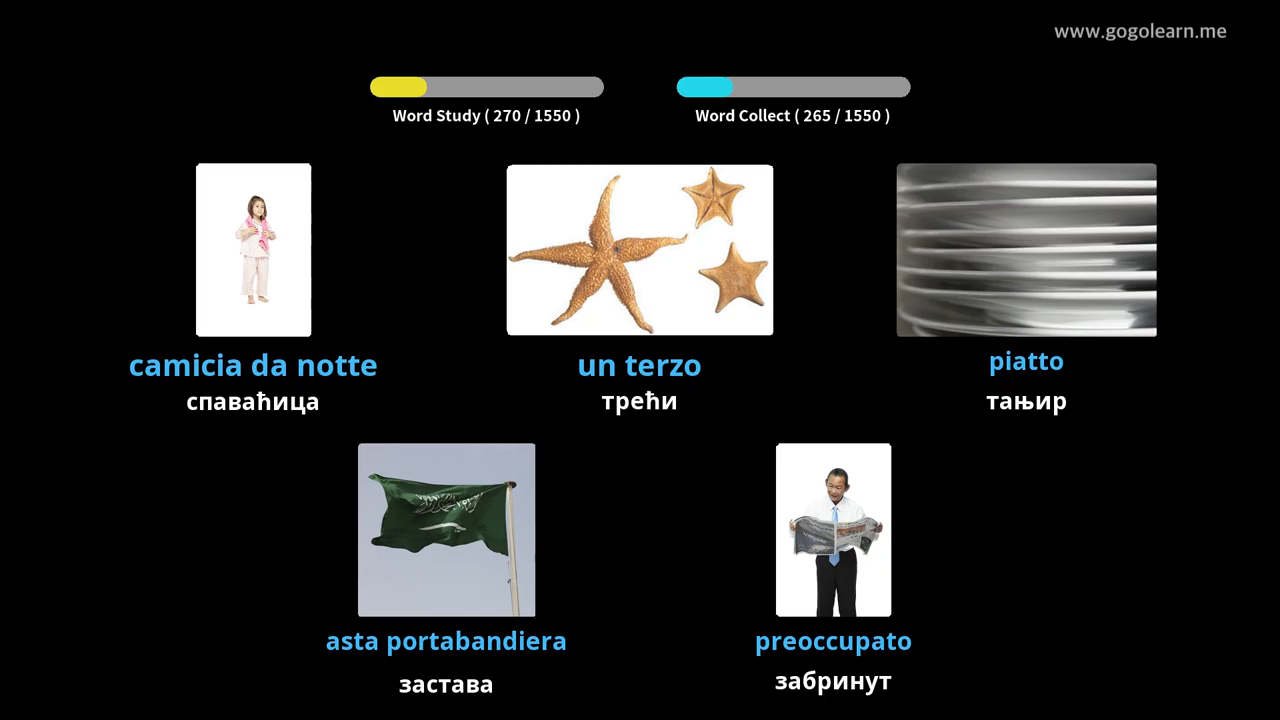 www.gogolearn.me
Word Study ( 270 / 1550 )
Word Collect ( 265 / 1550 )
camicia da notte
спаваћица
un terzo
трећи
piatto
тањир
asta portabandiera
застава
preoccupato
забринут